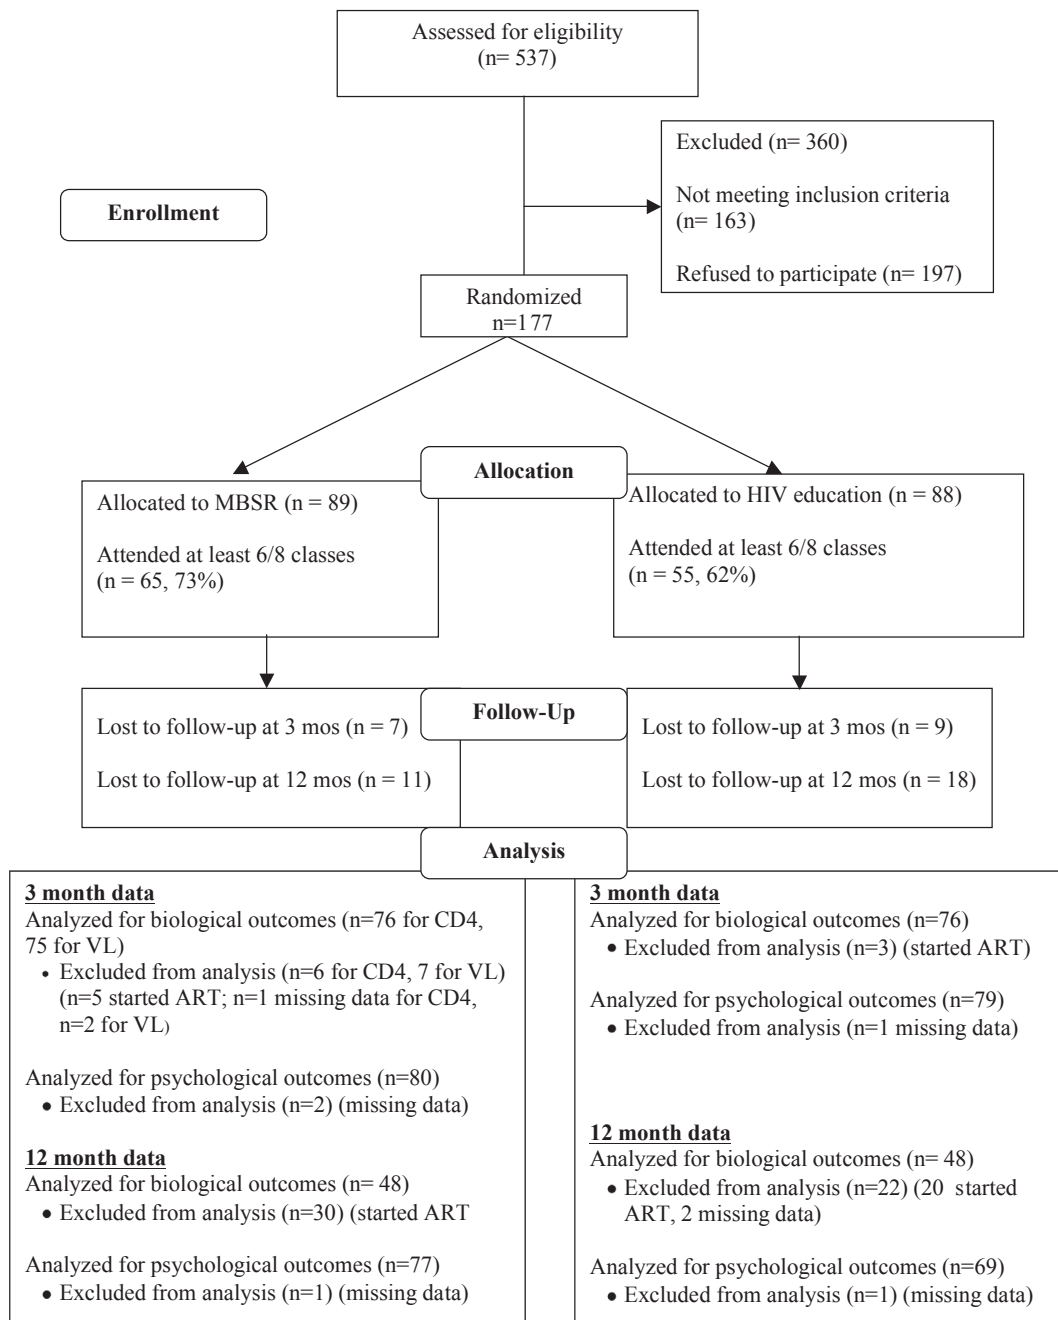 Assessed for eligibility
(n= 537)
Excluded (n= 360)
Not meeting inclusion criteria
(n= 163)
Refused to participate (n= 197)
Enrollment
Randomized
n=177
Allocation
Allocated to MBSR (n = 89)
Attended at least 6/8 classes
(n = 65, 73%)
Allocated to HIV education (n = 88)
Attended at least 6/8 classes
(n = 55, 62%)
Follow-Up
Lost to follow-up at 3 mos (n = 7)
Lost to follow-up at 12 mos (n = 11)
Lost to follow-up at 3 mos (n = 9)
Lost to follow-up at 12 mos (n = 18)
Analysis
3 month data
Analyzed for biological outcomes (n=76 for CD4,
75 for VL)
• Excluded from analysis (n=6 for CD4, 7 for VL)
(n=5 started ART; n=1 missing data for CD4,
n=2 for VL)
Analyzed for psychological outcomes (n=80)
• Excluded from analysis (n=2) (missing data)
12 month data
Analyzed for biological outcomes (n= 48)
• Excluded from analysis (n=30) (started ART
Analyzed for psychological outcomes (n=77)
• Excluded from analysis (n=1) (missing data)
3 month data
Analyzed for biological outcomes (n=76)
• Excluded from analysis (n=3) (started ART)
Analyzed for psychological outcomes (n=79)
• Excluded from analysis (n=1 missing data)
12 month data
Analyzed for biological outcomes (n= 48)
• Excluded from analysis (n=22) (20 started
ART, 2 missing data)
Analyzed for psychological outcomes (n=69)
• Excluded from analysis (n=1) (missing data)